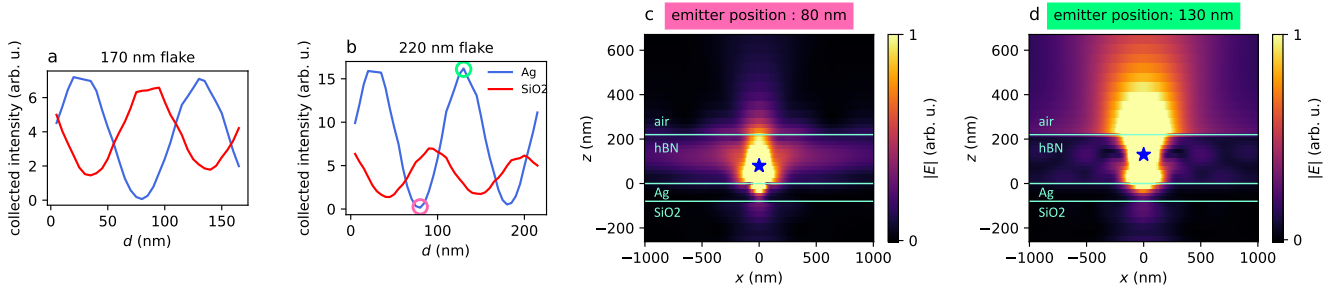 a
170 nm flake
collected intensity (arb. u.)
6
4
2
0
0
50
100
150
d (nm)
b
220 nm flake
collected intensity (arb. u.)
15
10
5
0
0
100
200
d (nm)
Ag
SiO2
c
emitter position : 80 nm
z (nm)
600
400
200
0
−200
air
hBN
Ag
SiO2
−1000
−500
0
500
1000
x (nm)
1
0
|E| (arb. u.)
d
emitter position: 130 nm
z (nm)
600
400
200
0
−200
air
hBN
Ag
SiO2
−1000
−500
0
500
1000
x (nm)
1
0
|E| (arb. u.)